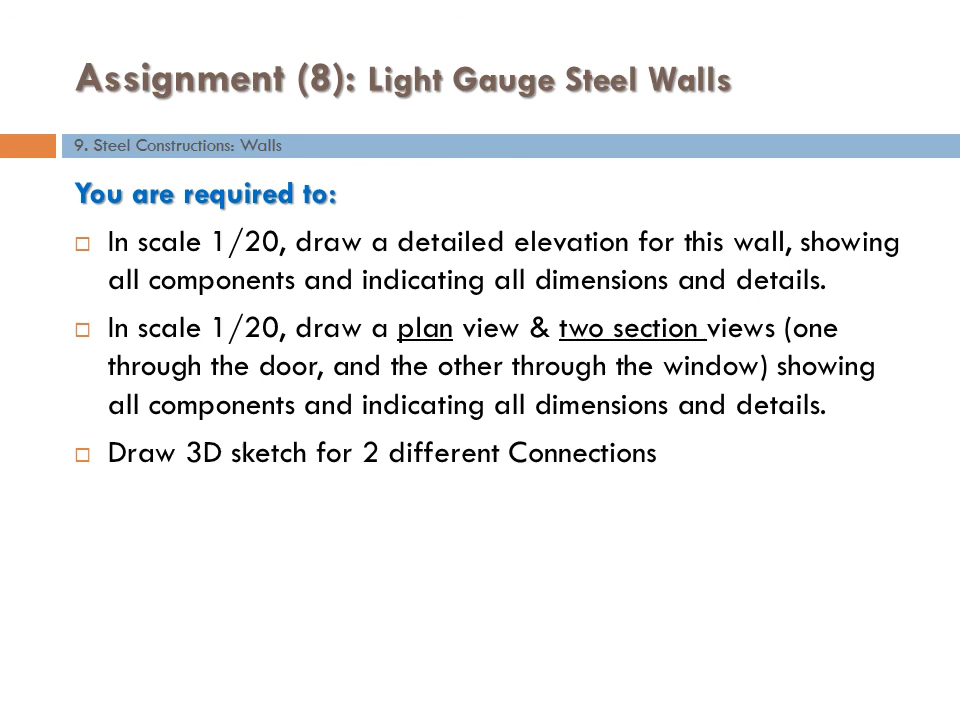 Assignment (8): Light Gauge Steel Walls
9. Steel Constructions: Walls
You are required to:
In scale 1/20, draw a detailed elevation for this wall, showing
all components and indicating all dimensions and details.
In scale 1/20, draw a plan view & two section views (one
through the door, and the other through the window) showing
all components and indicating all dimensions and details.
Draw 3D sketch for 2 different Connections